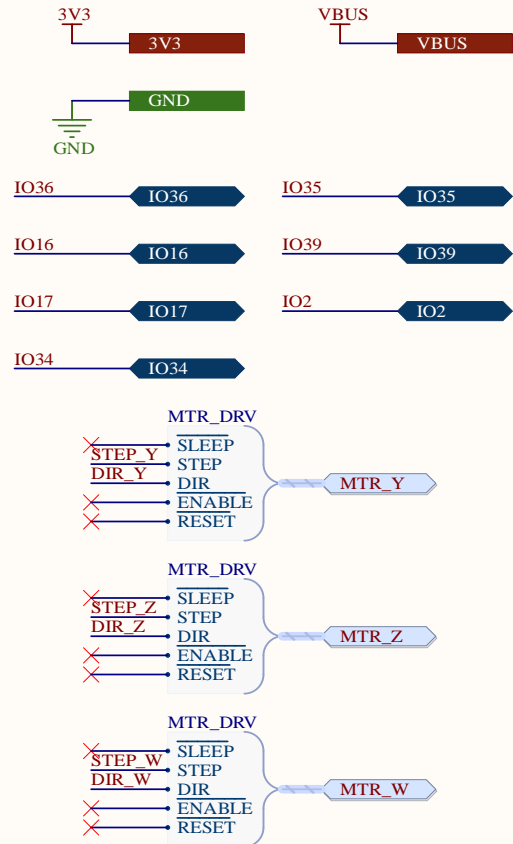 3V3 VBUS
3V3 VBUS
GND
GND
IO36 IO36 IO35 IO35
IO16 IO16 IO39 IO39
IO17 IO17 IO2 IO2
IO34 IO34
MTR_DRV
SLEEP
STEP_Y STEP
DIR_Y DIR MTR_Y
ENABLE
RESET
MTR_DRV
SLEEP
STEP_Z STEP
DIR_Z DIR MTR_Z
ENABLE
RESET
MTR_DRV
SLEEP
STEP_W STEP
DIR_W DIR MTR_W
ENABLE
RESET